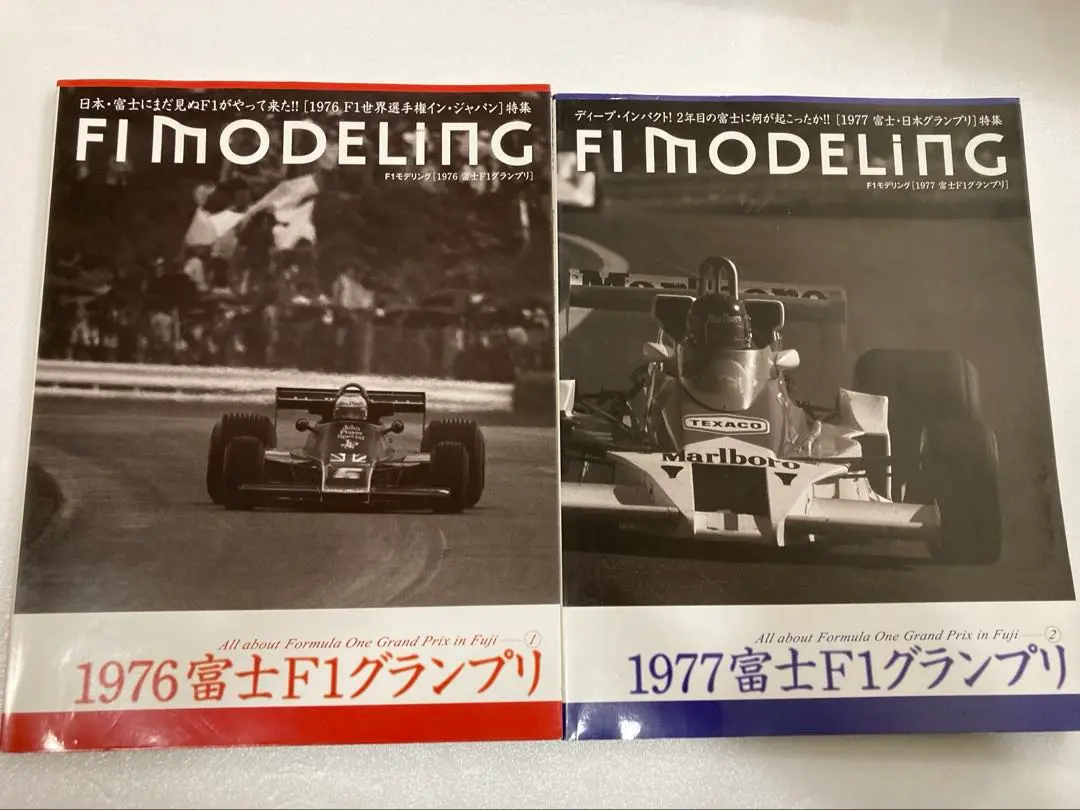 日本・富士にまだ見ぬF1がやって来た!! [1976 F1世界選手権イン・ジャパン] 特集
F1 MODELING
F1モデリング [1976 富士F1グランプリ]
John
Player
Special
All about Formula One Grand Prix in Fuji 1
1976 富士F1グランプリ
ディープ・インパクト! 2年目の富士に何が起こったか!! [1977 富士・日本グランプリ] 特集
F1 MODELING
F1モデリング [1977 富士F1グランプリ]
Marlboro
Marlboro
TEXACO
Marlboro
All about Formula One Grand Prix in Fuji 2
1977 富士F1グランプリ